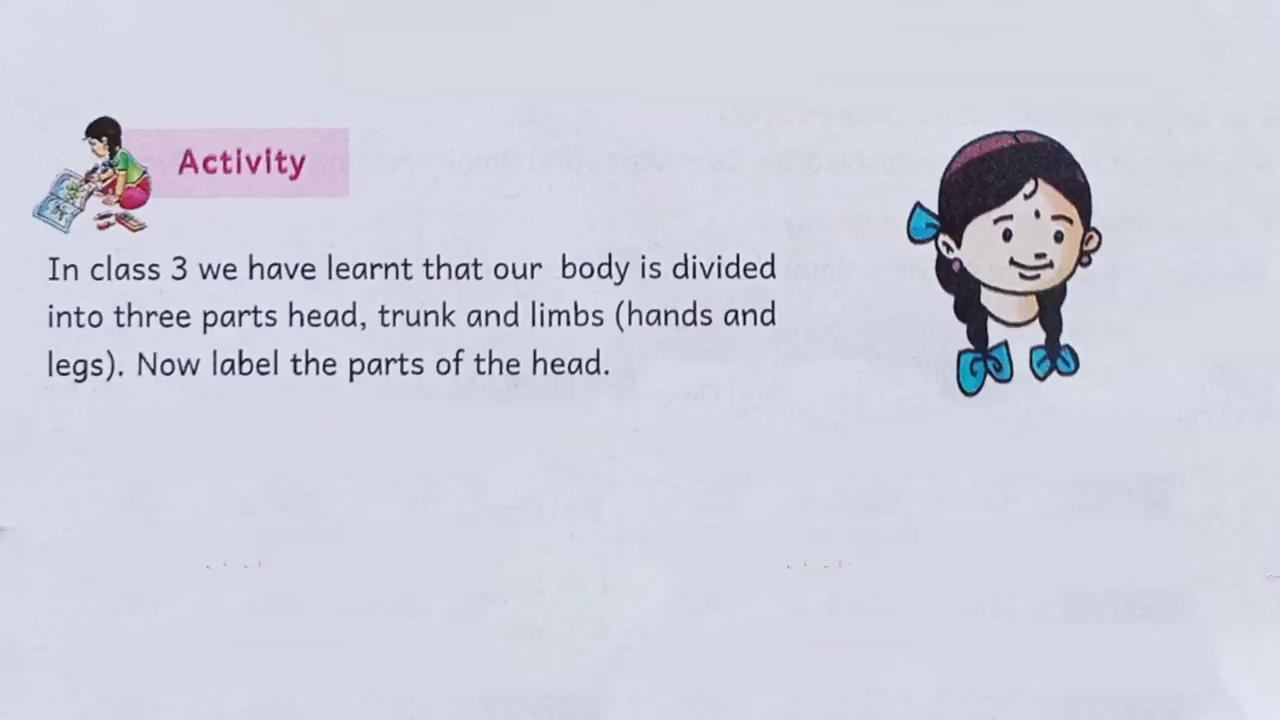 Activity
In class 3 we have learnt that our body is divided
into three parts head, trunk and limbs (hands and
legs). Now label the parts of the head.